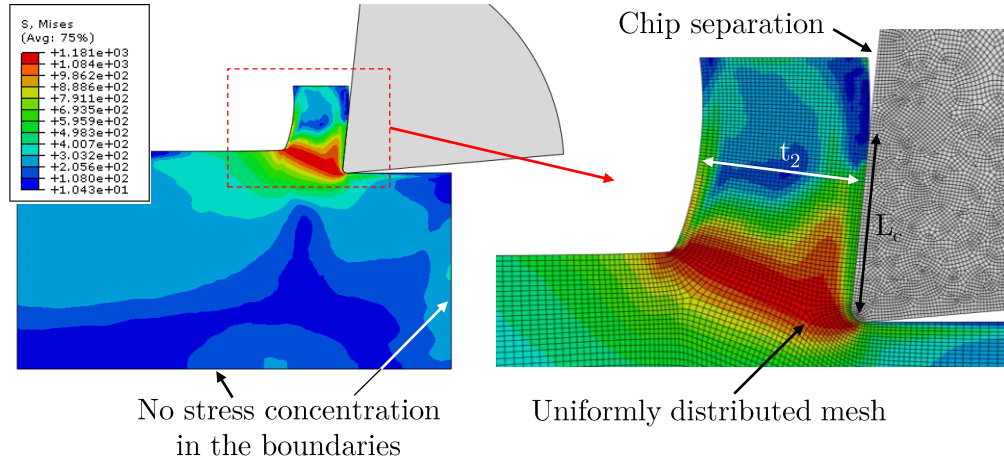 S, Mises
(Avg: 75%)
+1.181e+03
+1.084e+03
+9.862e+02
+8.886e+02
+7.911e+02
+6.935e+02
+5.959e+02
+4.983e+02
+4.007e+02
+3.032e+02
+2.056e+02
+1.080e+02
+1.043e+01
Chip separation
t₂
L_c
No stress concentration
in the boundaries
Uniformly distributed mesh